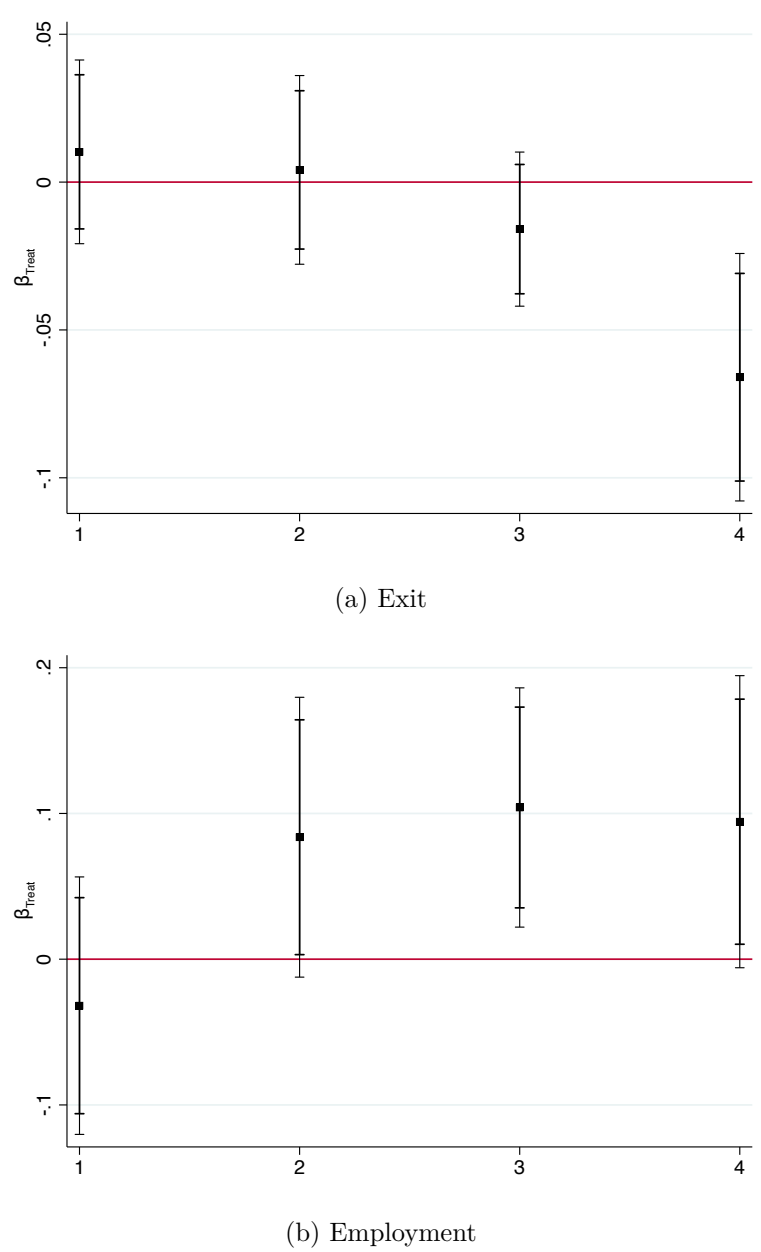 .05
0
-.05
-.1
β_Treat
1 2 3 4
(a) Exit
.2
.1
0
-.1
β_Treat
1 2 3 4
(b) Employment